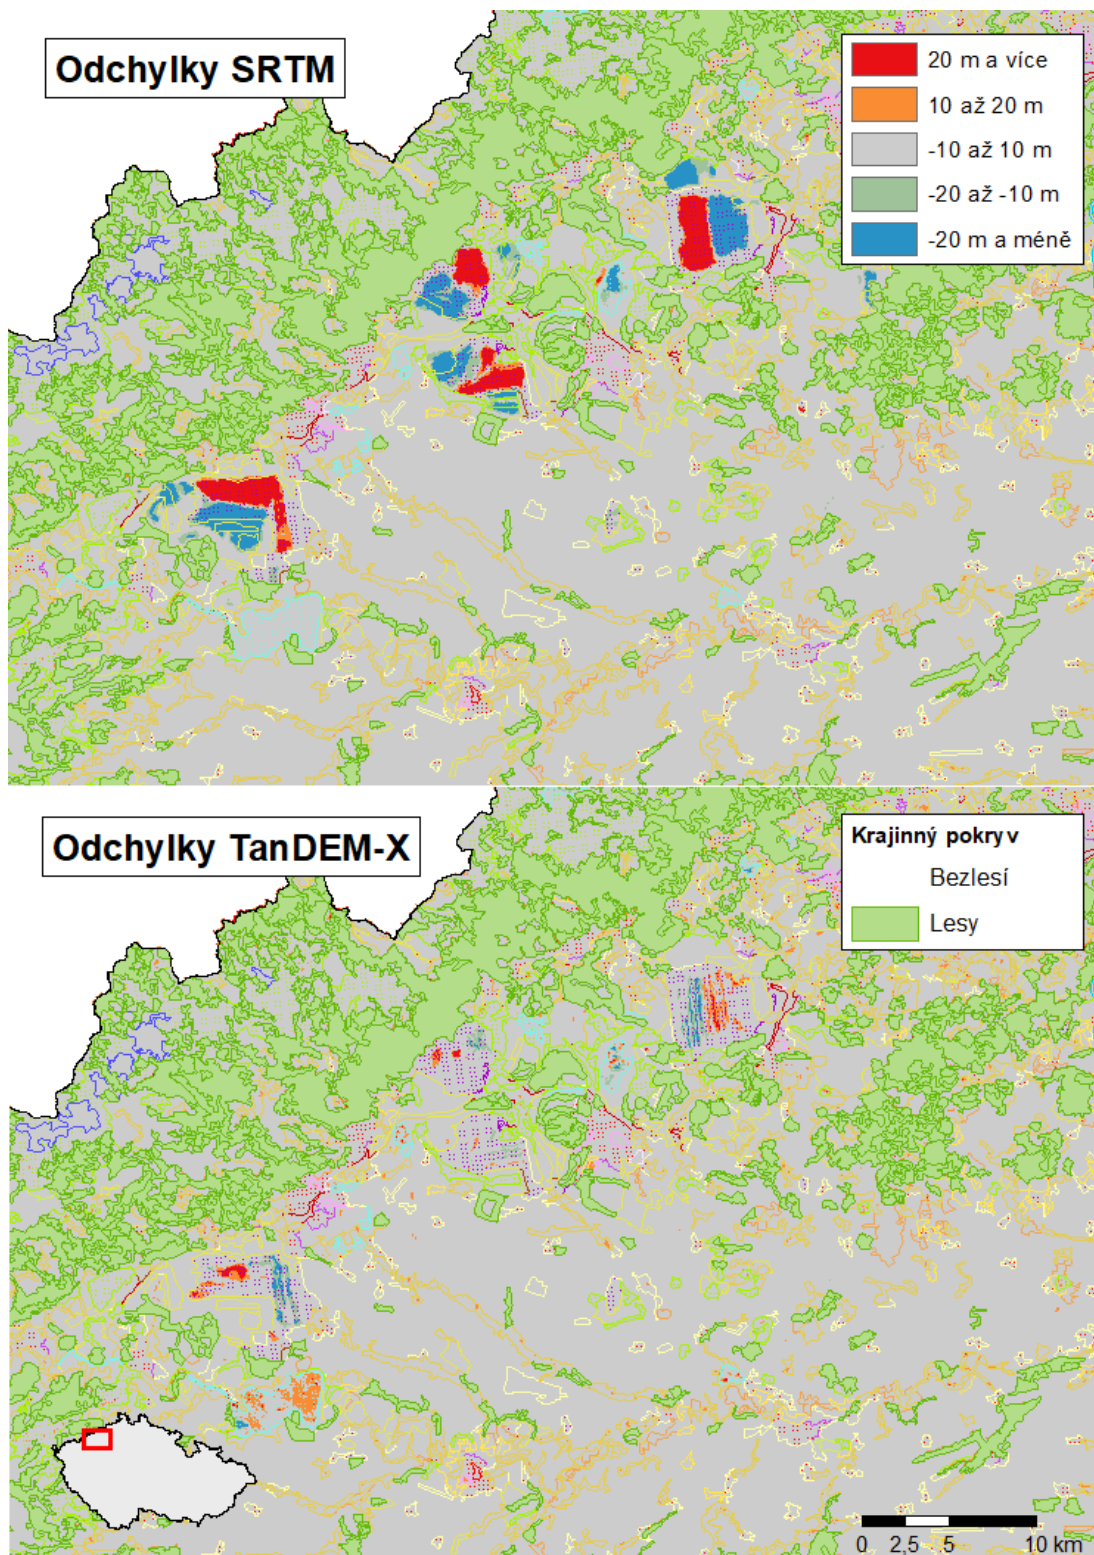 Odchylky SRTM
20 m a více
10 až 20 m
-10 až 10 m
-20 až -10 m
-20 m a méně
Odchylky TanDEM-X
Krajinný pokryv
Bezlesí
Lesy
0 2,5 5 10 km